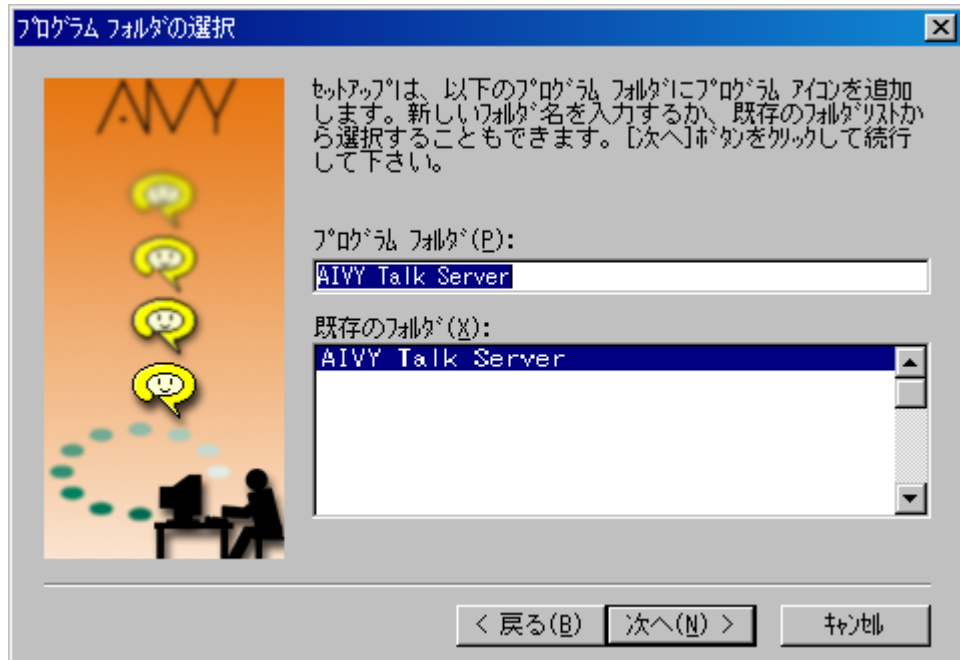 プログラム フォルダの選択
AIVY
セットアップは、以下のプログラム フォルダにプログラム アイコンを追加
します。新しいフォルダ名を入力するか、既存のフォルダリストか
ら選択することもできます。[次へ]ボタンをクリックして続行
して下さい。
プログラム フォルダ(P):
AIVY Talk Server
既存のフォルダ(X):
AIVY Talk Server
< 戻る(B)
次へ(N) >
キャンセル